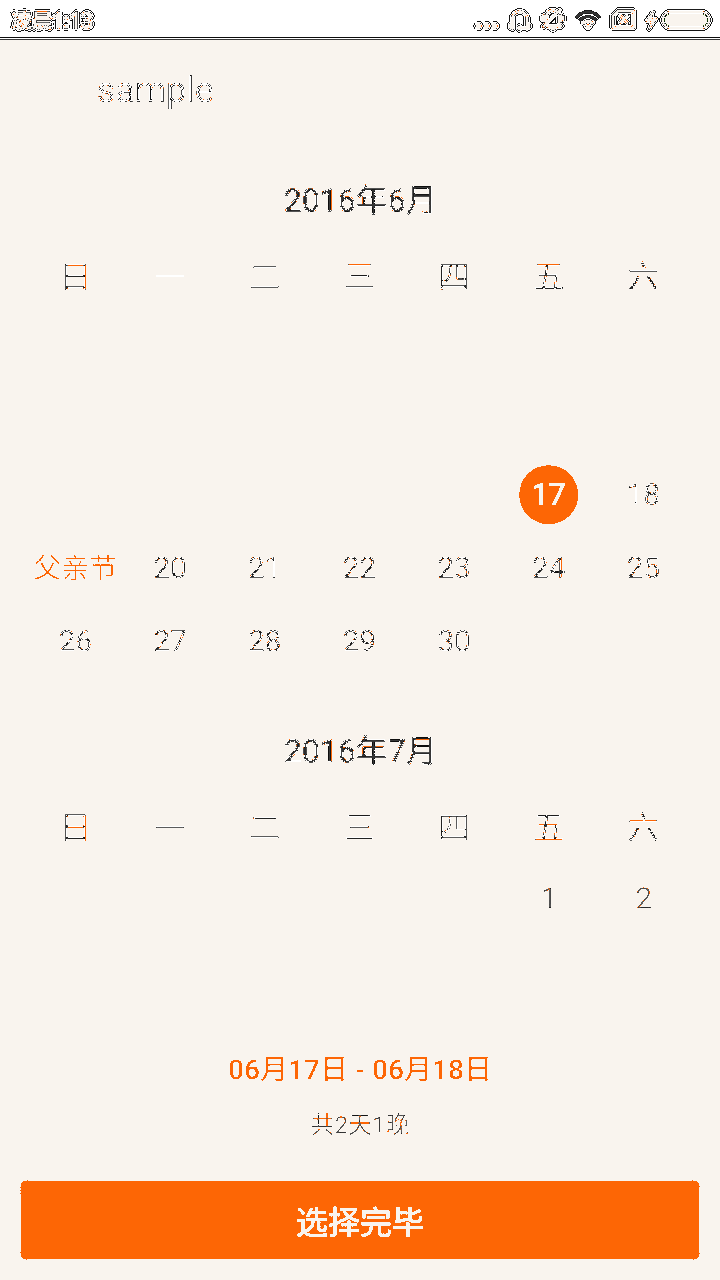 凌晨1:13
sample
2016年6月
日 一 二 三 四 五 六
17 18
父亲节 20 21 22 23 24 25
26 27 28 29 30
2016年7月
日 一 二 三 四 五 六
1 2
06月17日 - 06月18日
共2天1晚
选择完毕